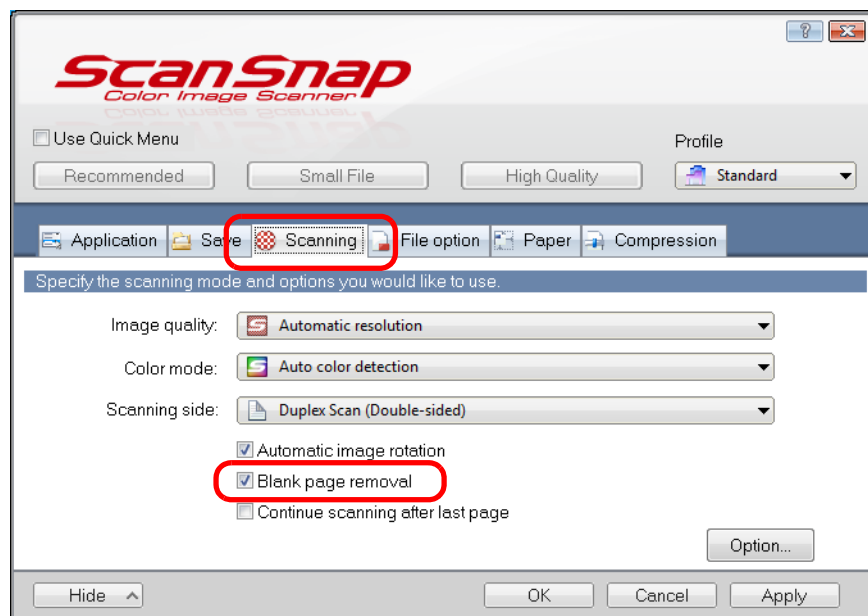 ScanSnap
Color Image Scanner
Use Quick Menu
Profile
Recommended Small File High Quality Standard
Application Save Scanning File option Paper Compression
Specify the scanning mode and options you would like to use.
Image quality: Automatic resolution
Color mode: Auto color detection
Scanning side: Duplex Scan (Double-sided)
Automatic image rotation
Blank page removal
Continue scanning after last page
Option...
Hide OK Cancel Apply